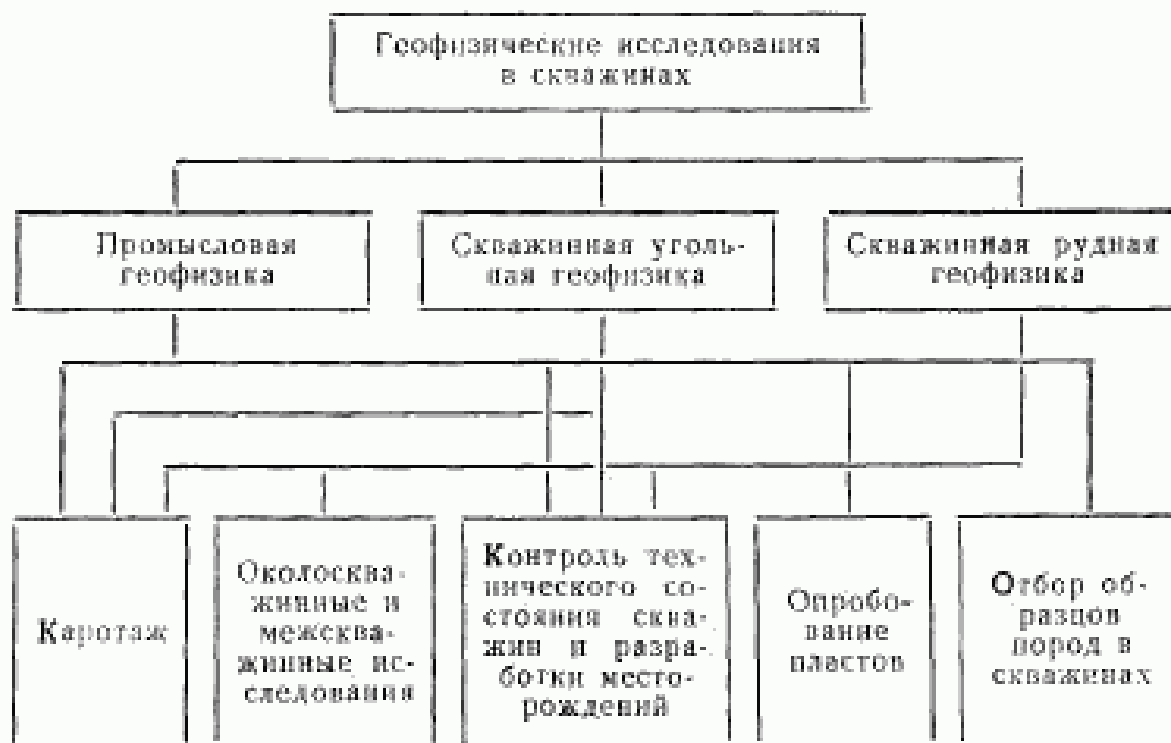 Геофизические исследования
в скважинах
Промысловая
геофизика
Скважинная уголь-
ная геофизика
Скважинная рудная
геофизика
Каротаж
Околосква-
жинные и
межсква-
жинные ис-
следования
Контроль тех-
нического со-
стояния сква-
жин и разра-
ботки место-
рождений
Опробо-
вание
пластов
Отбор об-
разцов
пород в
скважинах